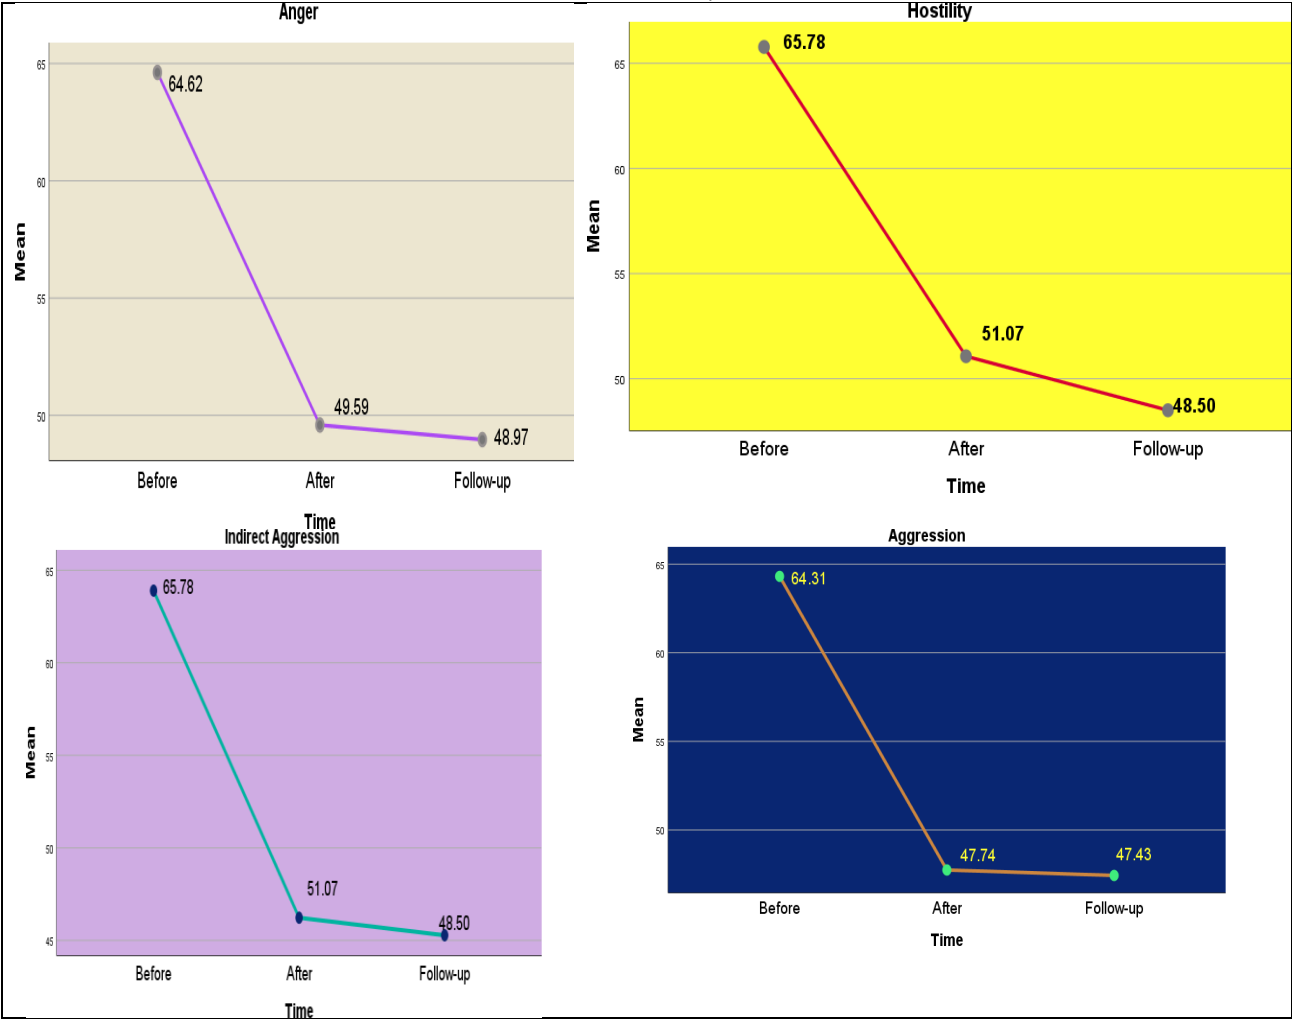 Anger
65
60
55
50
Mean
64.62
49.59
48.97
Before After Follow-up
Time
Hostility
65
60
55
50
Mean
65.78
51.07
48.50
Before After Follow-up
Time
Indirect Aggression
65
60
55
50
45
Mean
65.78
51.07
48.50
Before After Follow-up
Time
Aggression
65
60
55
50
Mean
64.31
47.74
47.43
Before After Follow-up
Time